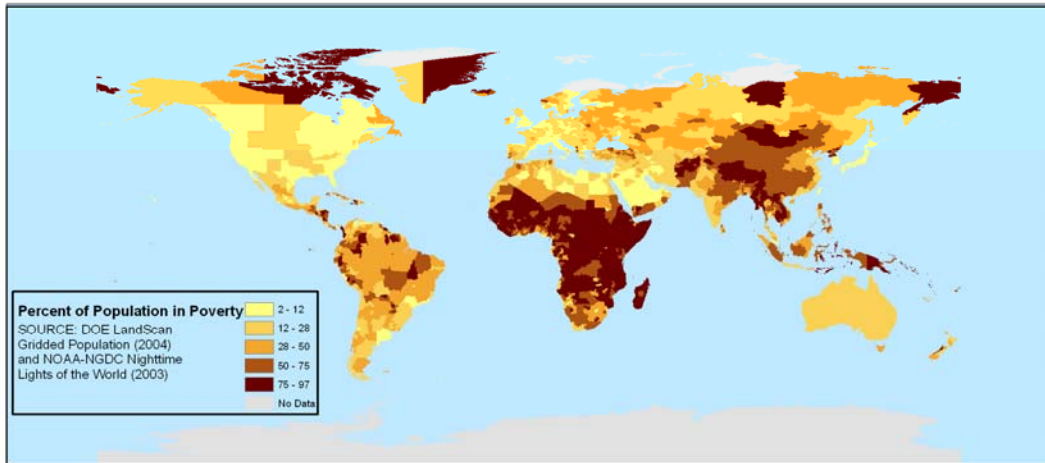 Percent of Population in Poverty
SOURCE: DOE LandScan
Gridded Population (2004)
and NOAA-NGDC Nighttime
Lights of the World (2003)
2 - 12
12 - 28
28 - 50
50 - 75
75 - 97
No Data